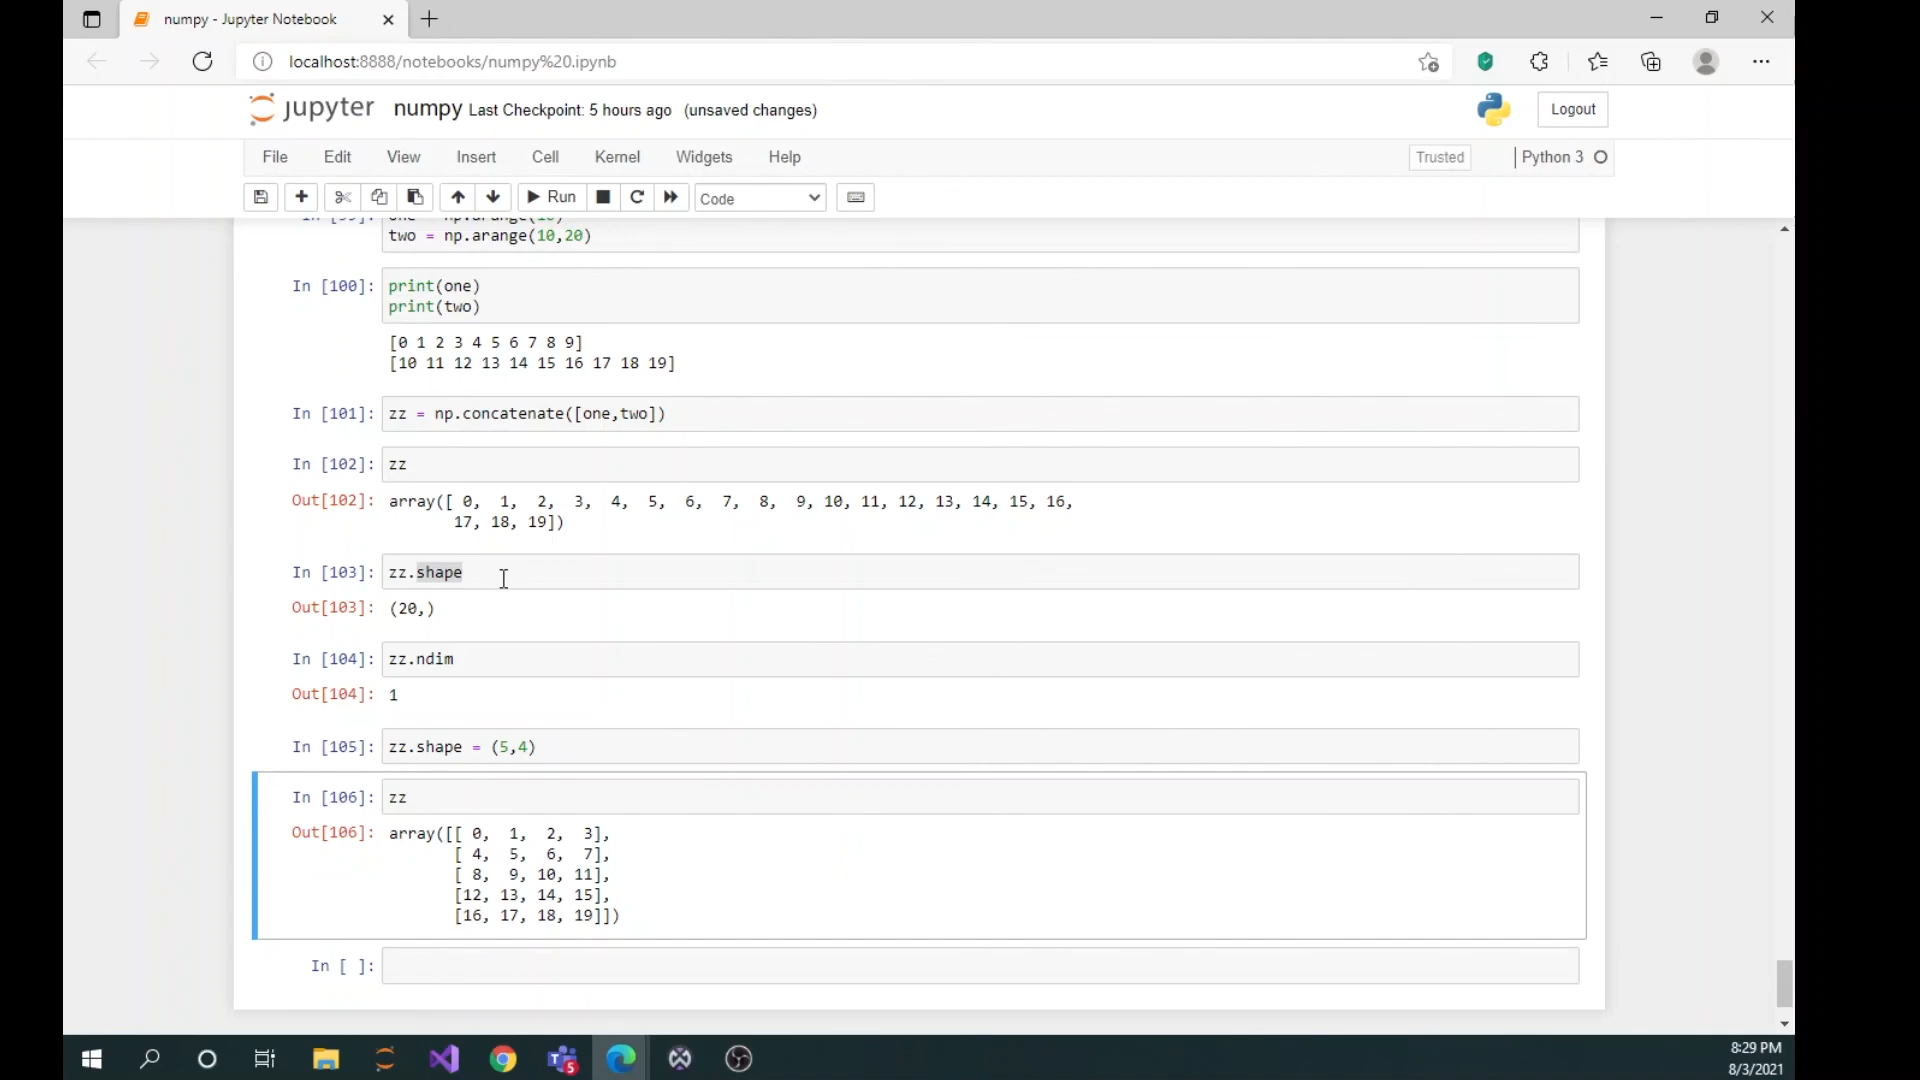 numpy - Jupyter Notebook
localhost:8888/notebooks/numpy%20.ipynb
jupyter numpy Last Checkpoint: 5 hours ago (unsaved changes)
Logout
File Edit View Insert Cell Kernel Widgets Help
Trusted
Python 3
Run
Code
In [99]: one = np.arange(10)
two = np.arange(10,20)
In [100]: print(one)
print(two)
[0 1 2 3 4 5 6 7 8 9]
[10 11 12 13 14 15 16 17 18 19]
In [101]: zz = np.concatenate([one,two])
In [102]: zz
Out[102]: array([ 0, 1, 2, 3, 4, 5, 6, 7, 8, 9, 10, 11, 12, 13, 14, 15, 16,
17, 18, 19])
In [103]: zz.shape
Out[103]: (20,)
In [104]: zz.ndim
Out[104]: 1
In [105]: zz.shape = (5,4)
In [106]: zz
Out[106]: array([[ 0, 1, 2, 3],
[ 4, 5, 6, 7],
[ 8, 9, 10, 11],
[12, 13, 14, 15],
[16, 17, 18, 19]])
In [ ]:
5
8:29 PM
8/3/2021